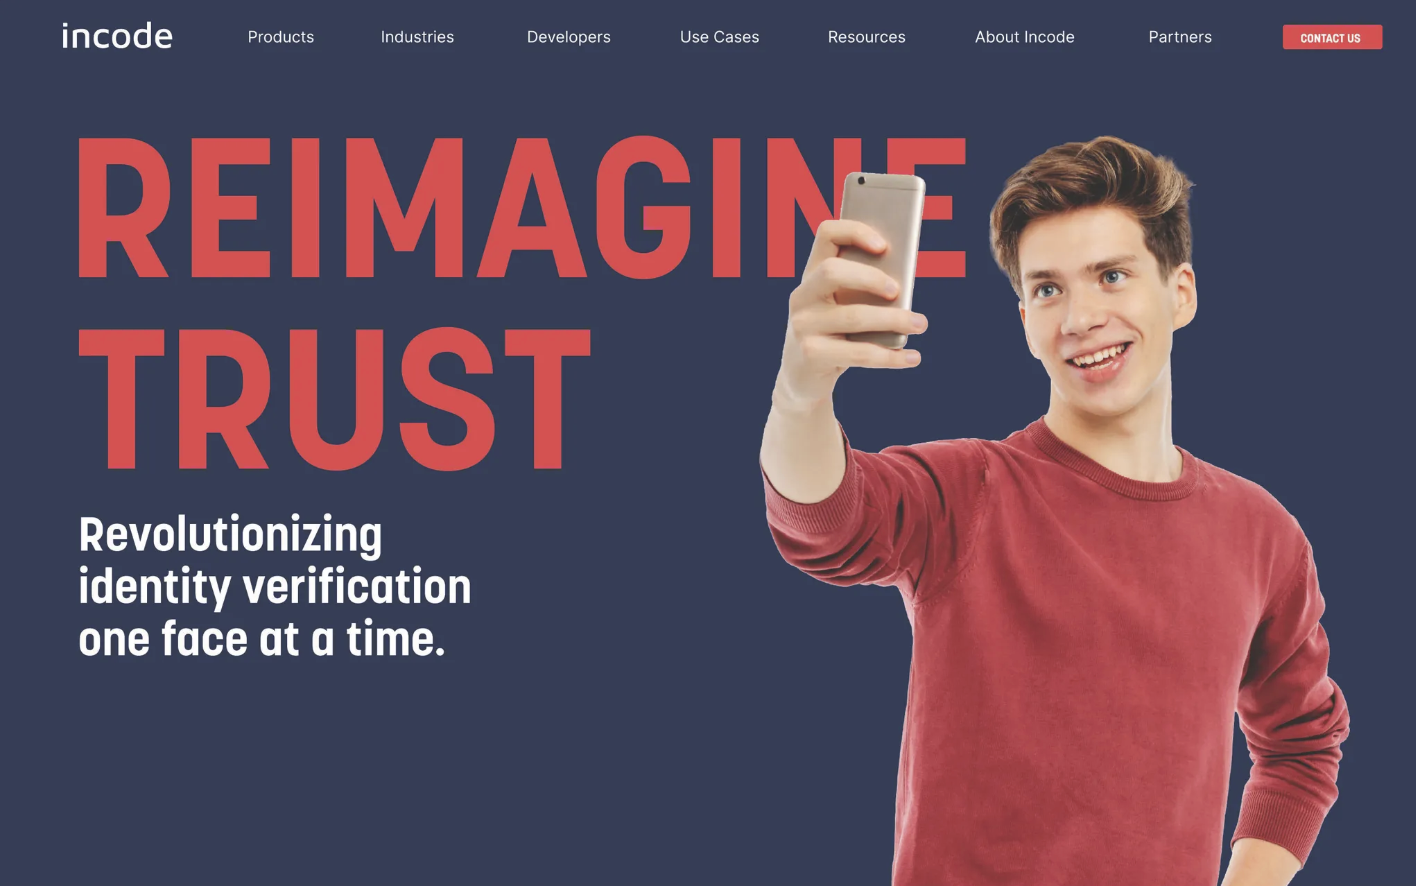 incode
Products
Industries
Developers
Use Cases
Resources
About Incode
Partners
CONTACT US
REIMAGINE
TRUST
Revolutionizing
identity verification
one face at a time.